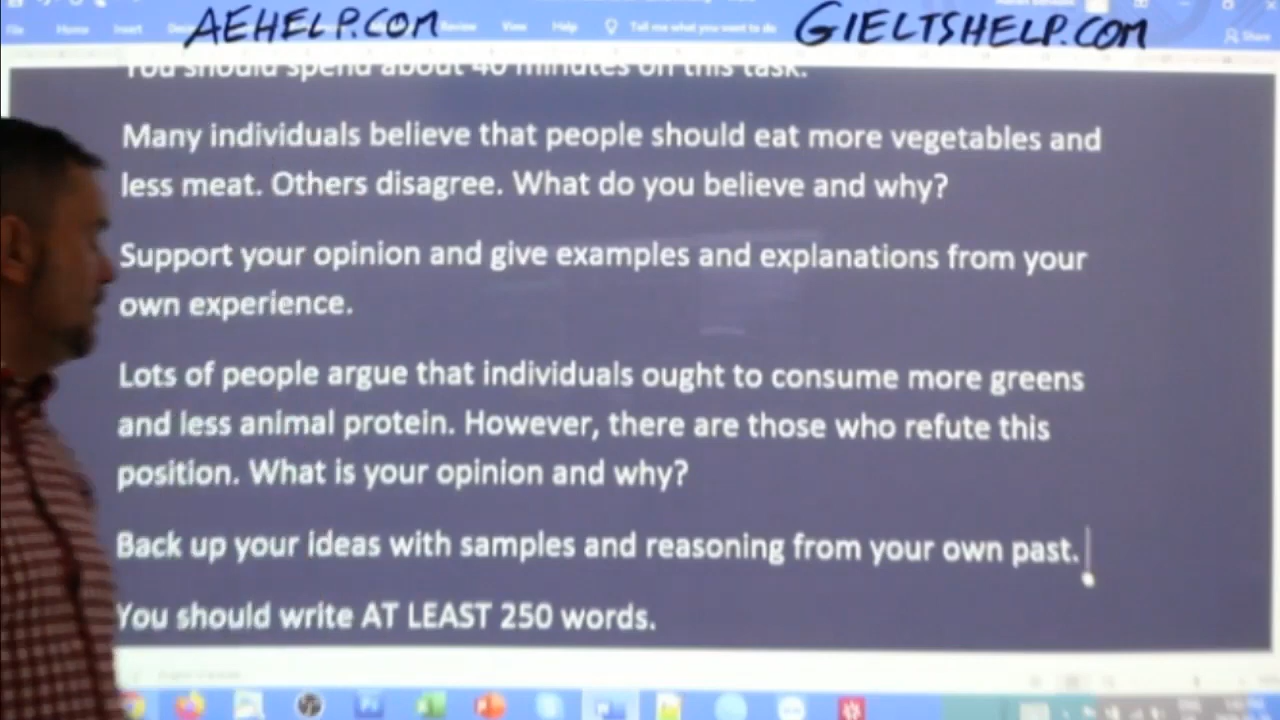 AEHELP.COM
GIELTSHELP.COM
File Home Insert Review View Help Tell me what you want to do Share
You should spend about 40 minutes on this task.
Many individuals believe that people should eat more vegetables and
less meat. Others disagree. What do you believe and why?
Support your opinion and give examples and explanations from your
own experience.
Lots of people argue that individuals ought to consume more greens
and less animal protein. However, there are those who refute this
position. What is your opinion and why?
Back up your ideas with samples and reasoning from your own past.
You should write AT LEAST 250 words.